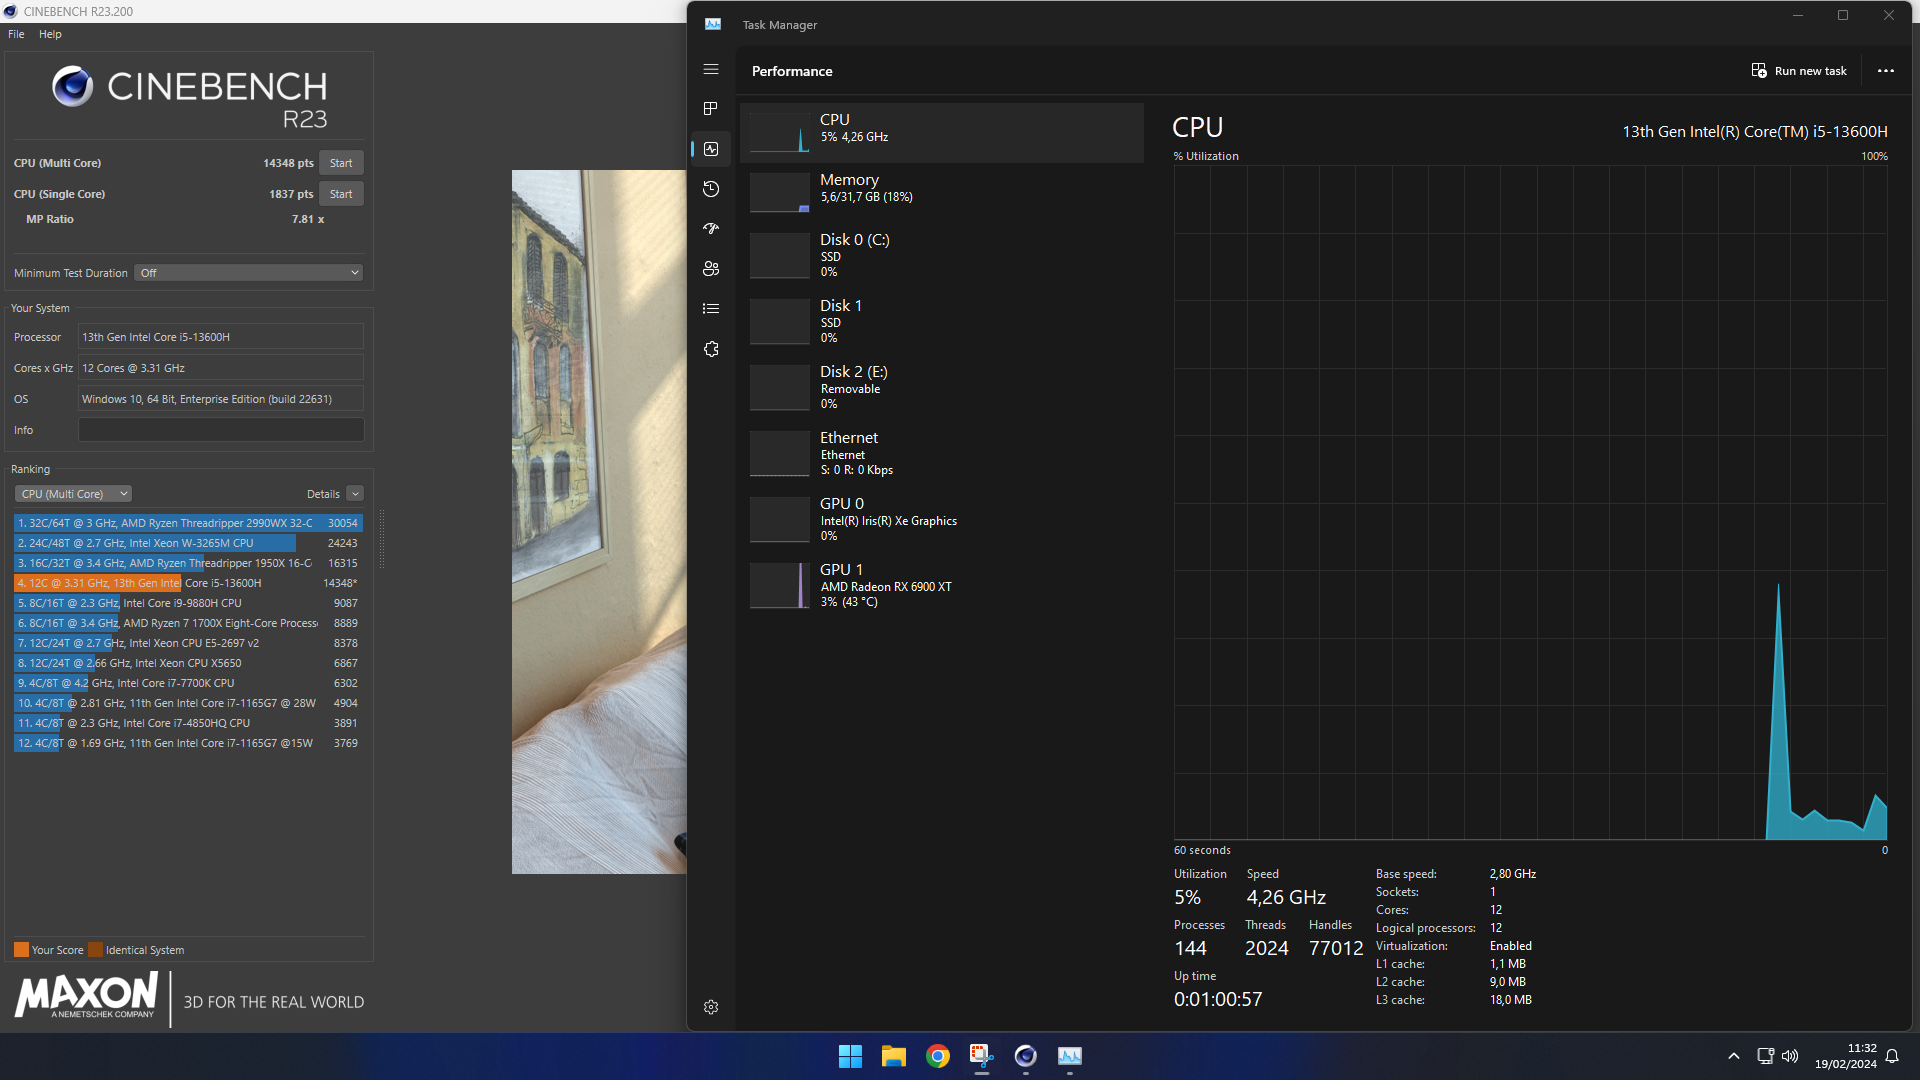 CINEBENCH R23.200
File Help
CINEBENCH
R23
CPU (Multi Core) 14348 pts Start
CPU (Single Core) 1837 pts Start
MP Ratio 7.81 x
Minimum Test Duration Off
Your System
Processor 13th Gen Intel Core i5-13600H
Cores x GHz 12 Cores @ 3.31 GHz
OS Windows 10, 64 Bit, Enterprise Edition (build 22631)
Info
Ranking
CPU (Multi Core) Details
1. 32C/64T @ 3 GHz, AMD Ryzen Threadripper 2990WX 32-C 30054
2. 24C/48T @ 2.7 GHz, Intel Xeon W-3265M CPU 24243
3. 16C/32T @ 3.4 GHz, AMD Ryzen Threadripper 1950X 16-C 16315
4. 12C @ 3.31 GHz, 13th Gen Intel Core i5-13600H 14348*
5. 8C/16T @ 2.3 GHz, Intel Core i9-9880H CPU 9087
6. 8C/16T @ 3.4 GHz, AMD Ryzen 7 1700X Eight-Core Process 8889
7. 12C/24T @ 2.7 GHz, Intel Xeon CPU E5-2697 v2 8378
8. 12C/24T @ 2.66 GHz, Intel Xeon CPU X5650 6867
9. 4C/8T @ 4.2 GHz, Intel Core i7-7700K CPU 6302
10. 4C/8T @ 2.81 GHz, 11th Gen Intel Core i7-1165G7 @ 28W 4904
11. 4C/8T @ 2.3 GHz, Intel Core i7-4850HQ CPU 3891
12. 4C/8T @ 1.69 GHz, 11th Gen Intel Core i7-1165G7 @15W 3769
Your Score Identical System
MAXON
A NEMETSCHEK COMPANY
3D FOR THE REAL WORLD
Task Manager
Performance Run new task
CPU
5% 4,26 GHz
Memory
5,6/31,7 GB (18%)
Disk 0 (C:)
SSD
0%
Disk 1
SSD
0%
Disk 2 (E:)
Removable
0%
Ethernet
Ethernet
S: 0 R: 0 Kbps
GPU 0
Intel(R) Iris(R) Xe Graphics
0%
GPU 1
AMD Radeon RX 6900 XT
3% (43 °C)
CPU 13th Gen Intel(R) Core(TM) i5-13600H
% Utilization 100%
60 seconds 0
Utilization Speed
5% 4,26 GHz
Processes Threads Handles
144 2024 77012
Up time
0:01:00:57
Base speed: 2,80 GHz
Sockets: 1
Cores: 12
Logical processors: 12
Virtualization: Enabled
L1 cache: 1,1 MB
L2 cache: 9,0 MB
L3 cache: 18,0 MB
11:32
19/02/2024